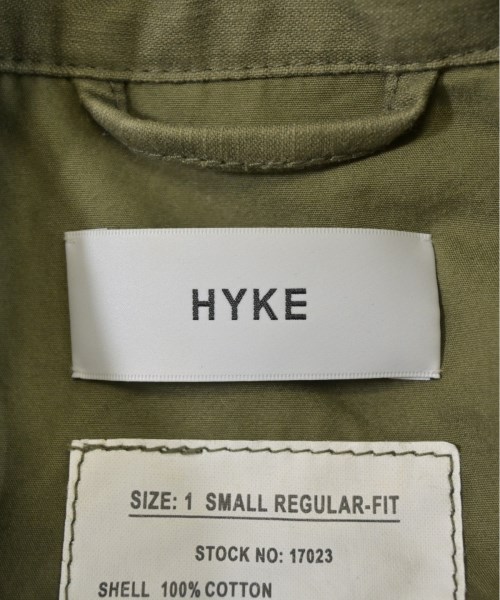 HYKE
SIZE: 1 SMALL REGULAR-FIT
STOCK NO: 17023
SHELL 100% COTTON